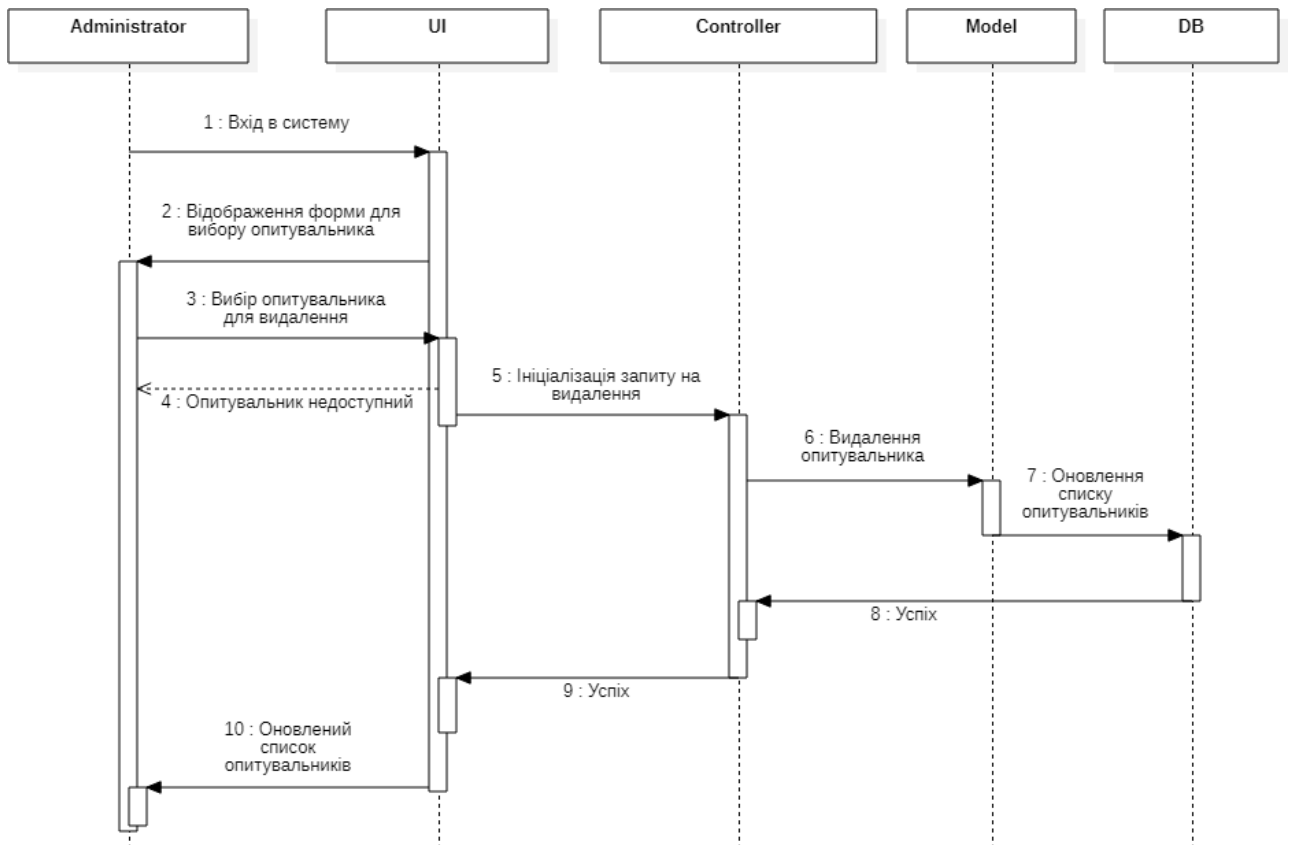 Administrator
UI
Controller
Model
DB
1 : Вхід в систему
2 : Відображення форми для
вибору опитувальника
3 : Вибір опитувальника
для видалення
4 : Опитувальник недоступний
5 : Ініціалізація запиту на
видалення
6 : Видалення
опитувальника
7 : Оновлення
списку
опитувальників
8 : Успіх
9 : Успіх
10 : Оновлений
список
опитувальників